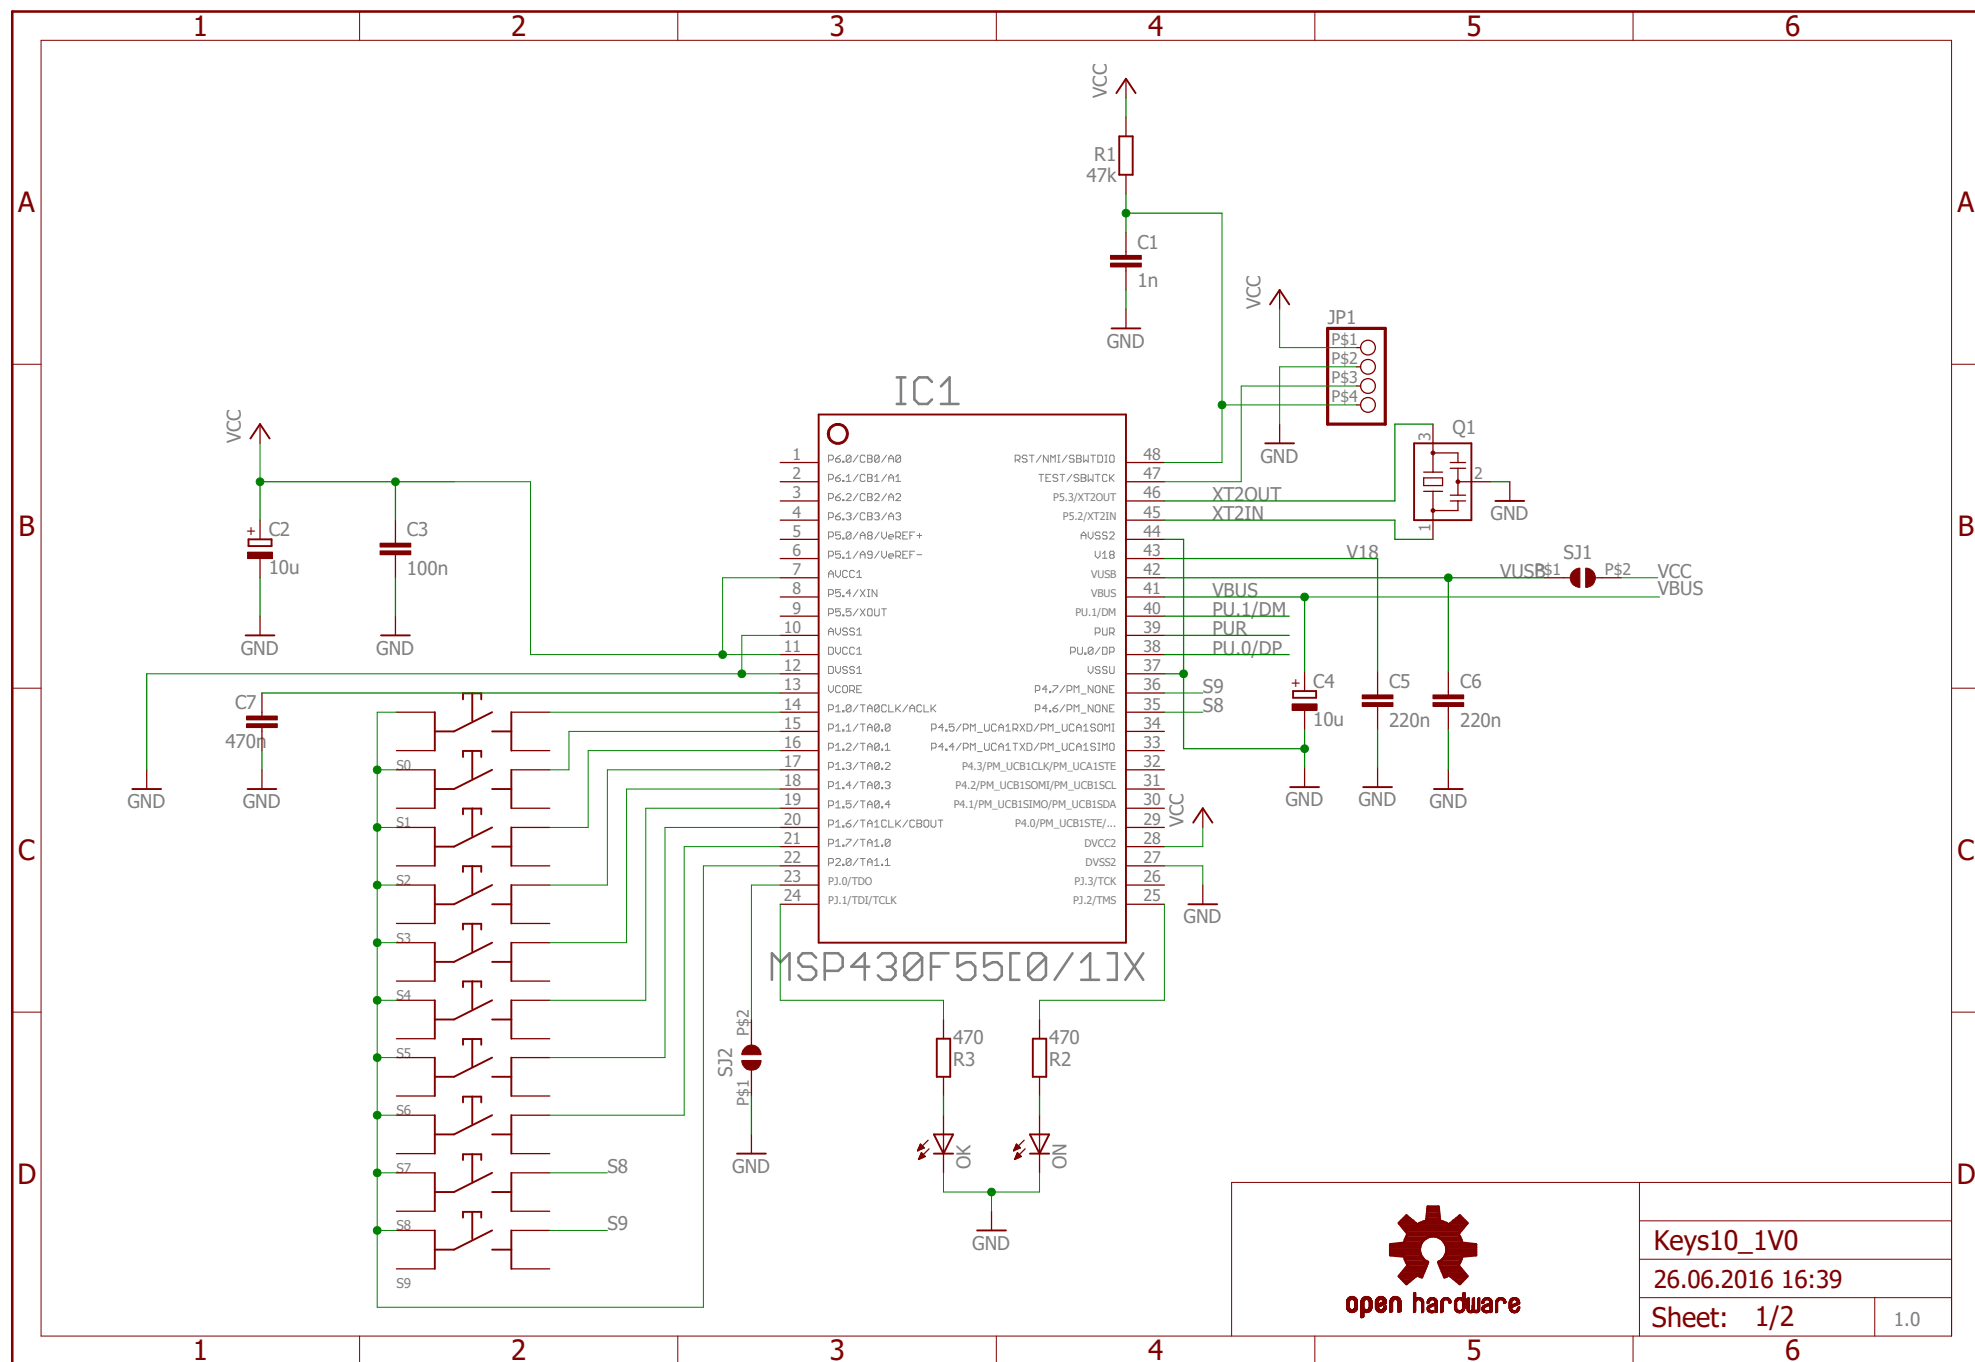 1 2 3 4 5 6
A A
B B
C C
D D
1 2 3 4 5 6
VCC
R1
47k
C1
1n
GND
VCC
JP1
P$1
P$2
P$3
P$4
GND
Q1
3
2
1
GND
VCC
+ C2
10u
GND
C3
100n
GND
IC1
1 P6.0/CB0/A0
2 P6.1/CB1/A1
3 P6.2/CB2/A2
4 P6.3/CB3/A3
5 P5.0/A8/VeREF+
6 P5.1/A9/VeREF-
7 AVCC1
8 P5.4/XIN
9 P5.5/XOUT
10 AVSS1
11 DVCC1
12 DVSS1
13 VCORE
14 P1.0/TA0CLK/ACLK
15 P1.1/TA0.0
16 P1.2/TA0.1
17 P1.3/TA0.2
18 P1.4/TA0.3
19 P1.5/TA0.4
20 P1.6/TA1CLK/CBOUT
21 P1.7/TA1.0
22 P2.0/TA1.1
23 PJ.0/TDO
24 PJ.1/TDI/TCLK
RST/NMI/SBWTDIO 48
TEST/SBWTCK 47
P5.3/XT2OUT 46 XT2OUT
P5.2/XT2IN 45 XT2IN
AVSS2 44
V18 43 V18
VUSB 42 VUSB
VBUS 41 VBUS
PU.1/DM 40 PU.1/DM
PUR 39 PUR
PU.0/DP 38 PU.0/DP
VSSU 37
P4.7/PM_NONE 36 S9
P4.6/PM_NONE 35 S8
P4.5/PM_UCA1RXD/PM_UCA1SOMI 34
P4.4/PM_UCA1TXD/PM_UCA1SIMO 33
P4.3/PM_UCB1CLK/PM_UCA1STE 32
P4.2/PM_UCB1SOMI/PM_UCB1SCL 31
P4.1/PM_UCB1SIMO/PM_UCB1SDA 30
P4.0/PM_UCB1STE/... 29
DVCC2 28
DVSS2 27
PJ.3/TCK 26
PJ.2/TMS 25
MSP430F55[0/1]X
SJ1
P$1 P$2
VCC
VBUS
+ C4
10u
GND
C5
220n
GND
C6
220n
GND
VCC
GND
C7
470n
GND
GND
S0
S1
S2
S3
S4
S5
S6
S7
S8
S9
S8
S9
SJ2
P$2
P$1
GND
470
R3
470
R2
OK
ON
GND
open hardware
Keys10_1V0
26.06.2016 16:39
Sheet: 1/2
1.0